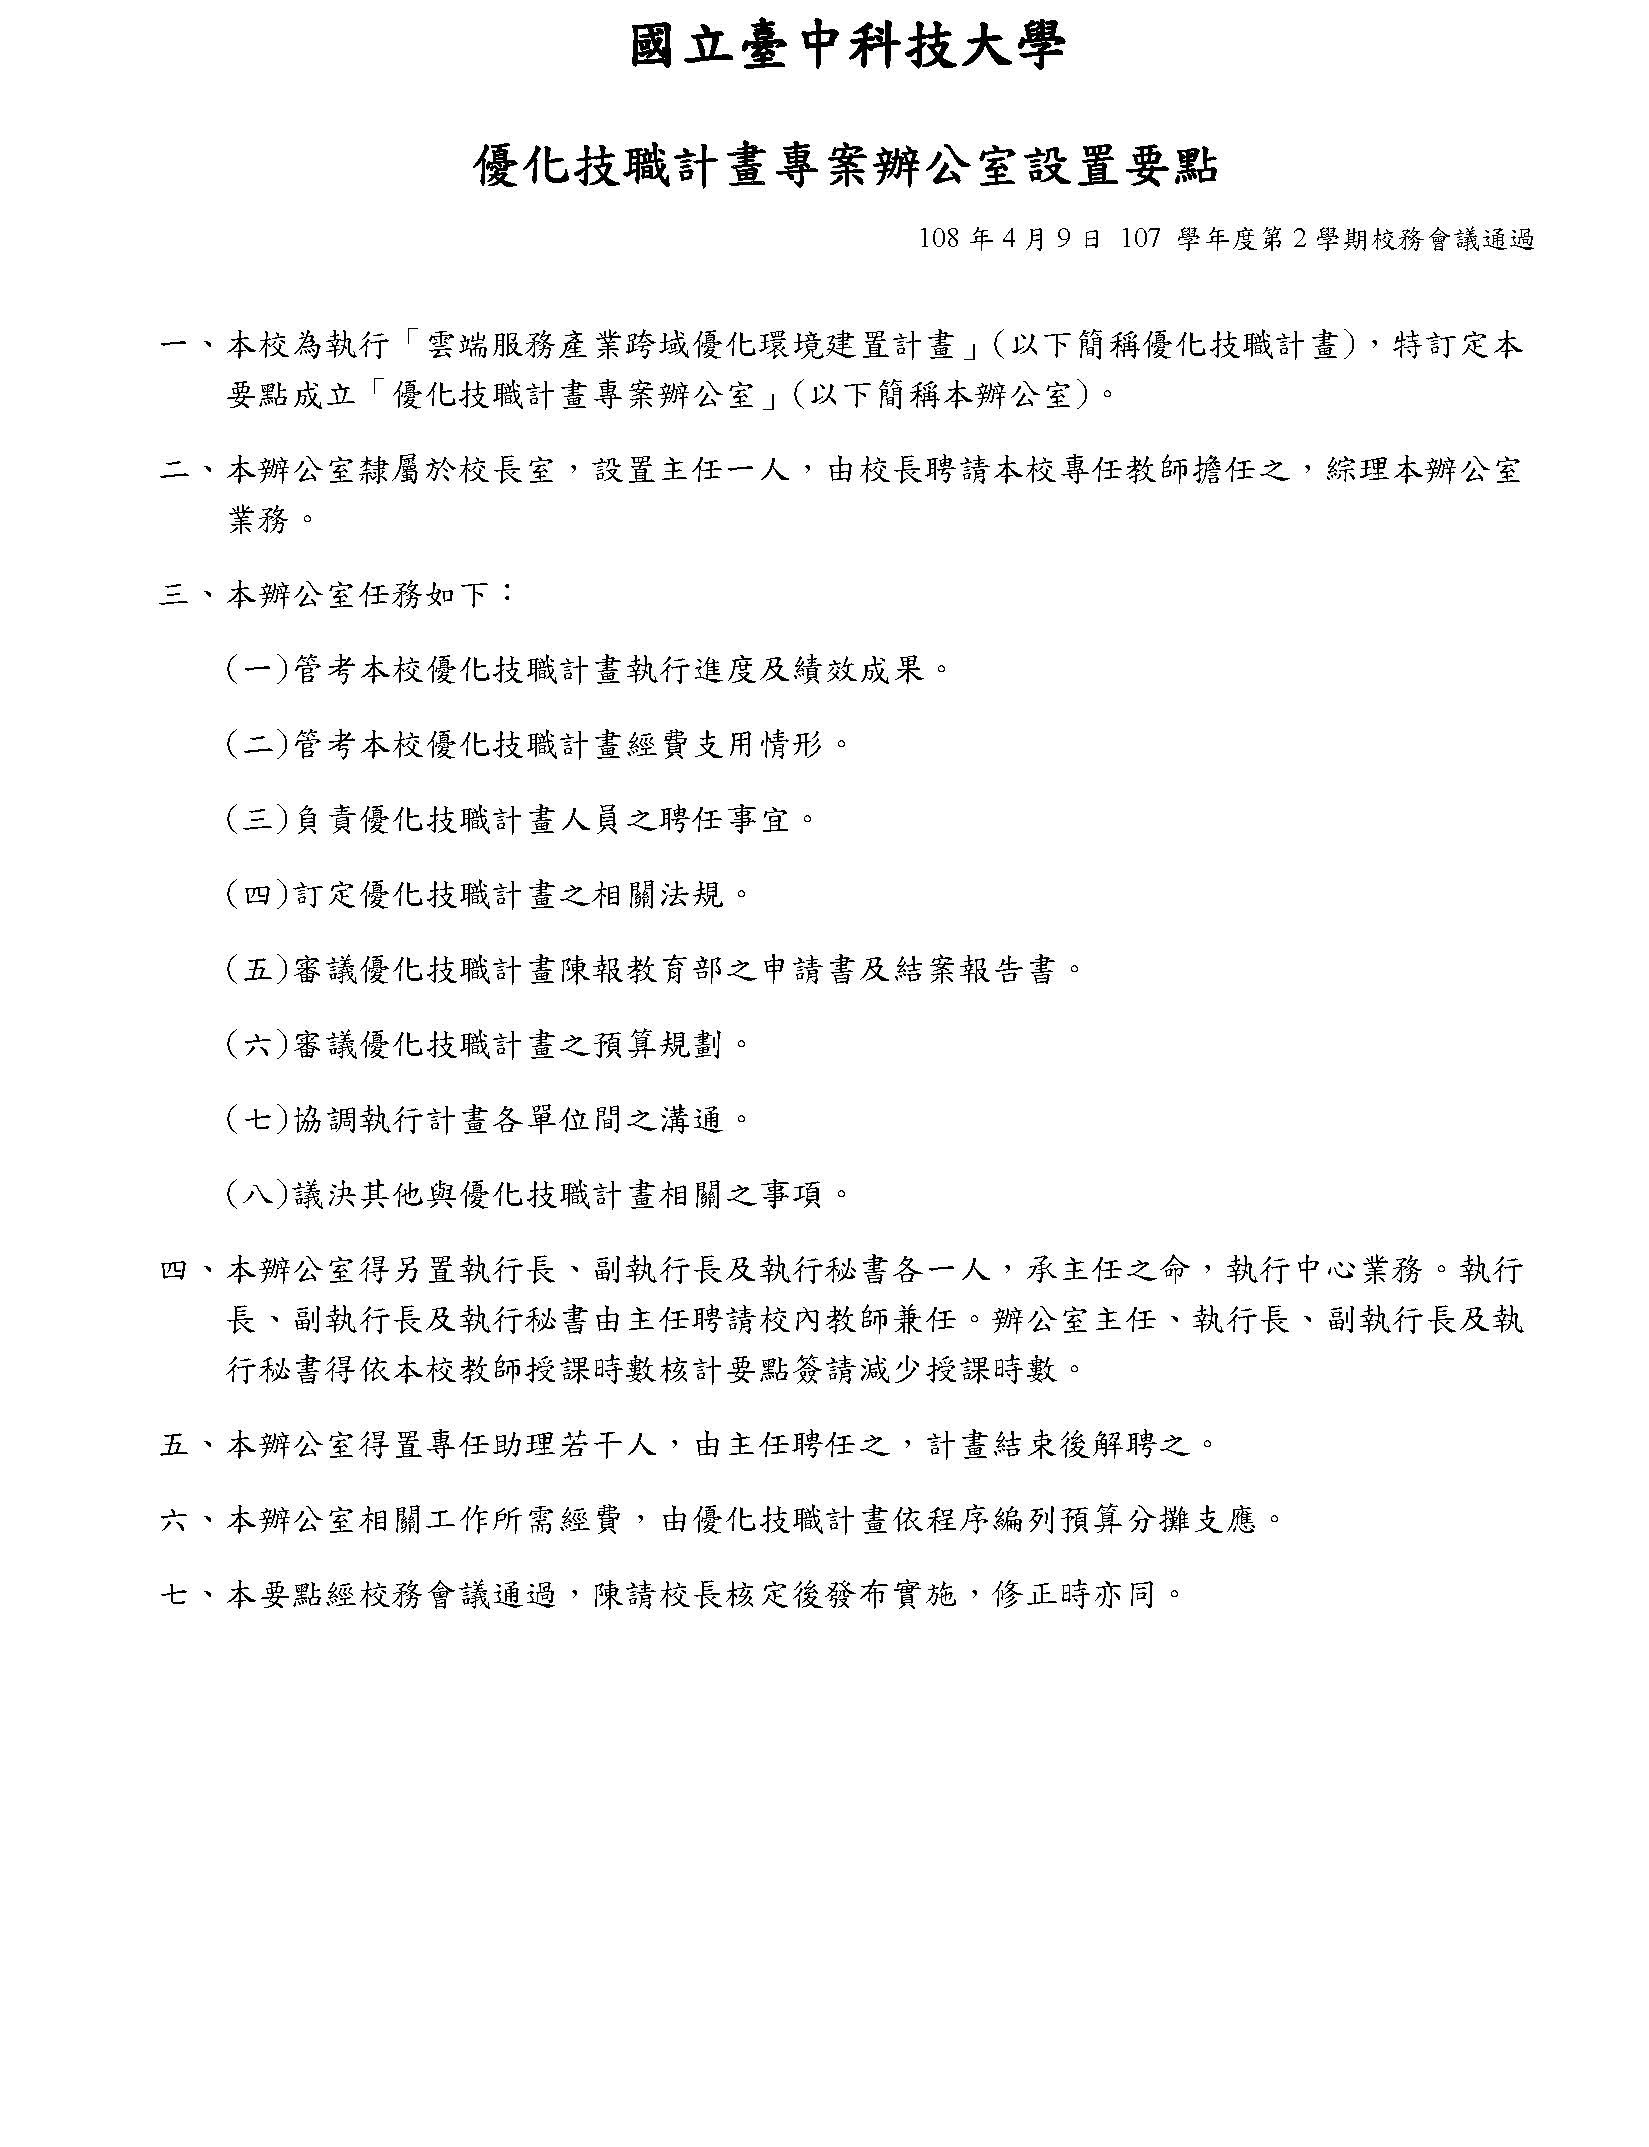 國立臺中科技大學
優化技職計畫專案辦公室設置要點
108 年 4 月 9 日 107 學年度第 2 學期校務會議通過
一、本校為執行「雲端服務產業跨域優化環境建置計畫」(以下簡稱優化技職計畫)，特訂定本
要點成立「優化技職計畫專案辦公室」(以下簡稱本辦公室)。
二、本辦公室隸屬於校長室，設置主任一人，由校長聘請本校專任教師擔任之，綜理本辦公室
業務。
三、本辦公室任務如下：
(一)管考本校優化技職計畫執行進度及績效成果。
(二)管考本校優化技職計畫經費支用情形。
(三)負責優化技職計畫人員之聘任事宜。
(四)訂定優化技職計畫之相關法規。
(五)審議優化技職計畫陳報教育部之申請書及結案報告書。
(六)審議優化技職計畫之預算規劃。
(七)協調執行計畫各單位間之溝通。
(八)議決其他與優化技職計畫相關之事項。
四、本辦公室得另置執行長、副執行長及執行秘書各一人，承主任之命，執行中心業務。執行
長、副執行長及執行秘書由主任聘請校內教師兼任。辦公室主任、執行長、副執行長及執
行秘書得依本校教師授課時數核計要點簽請減少授課時數。
五、本辦公室得置專任助理若干人，由主任聘任之，計畫結束後解聘之。
六、本辦公室相關工作所需經費，由優化技職計畫依程序編列預算分攤支應。
七、本要點經校務會議通過，陳請校長核定後發布實施，修正時亦同。